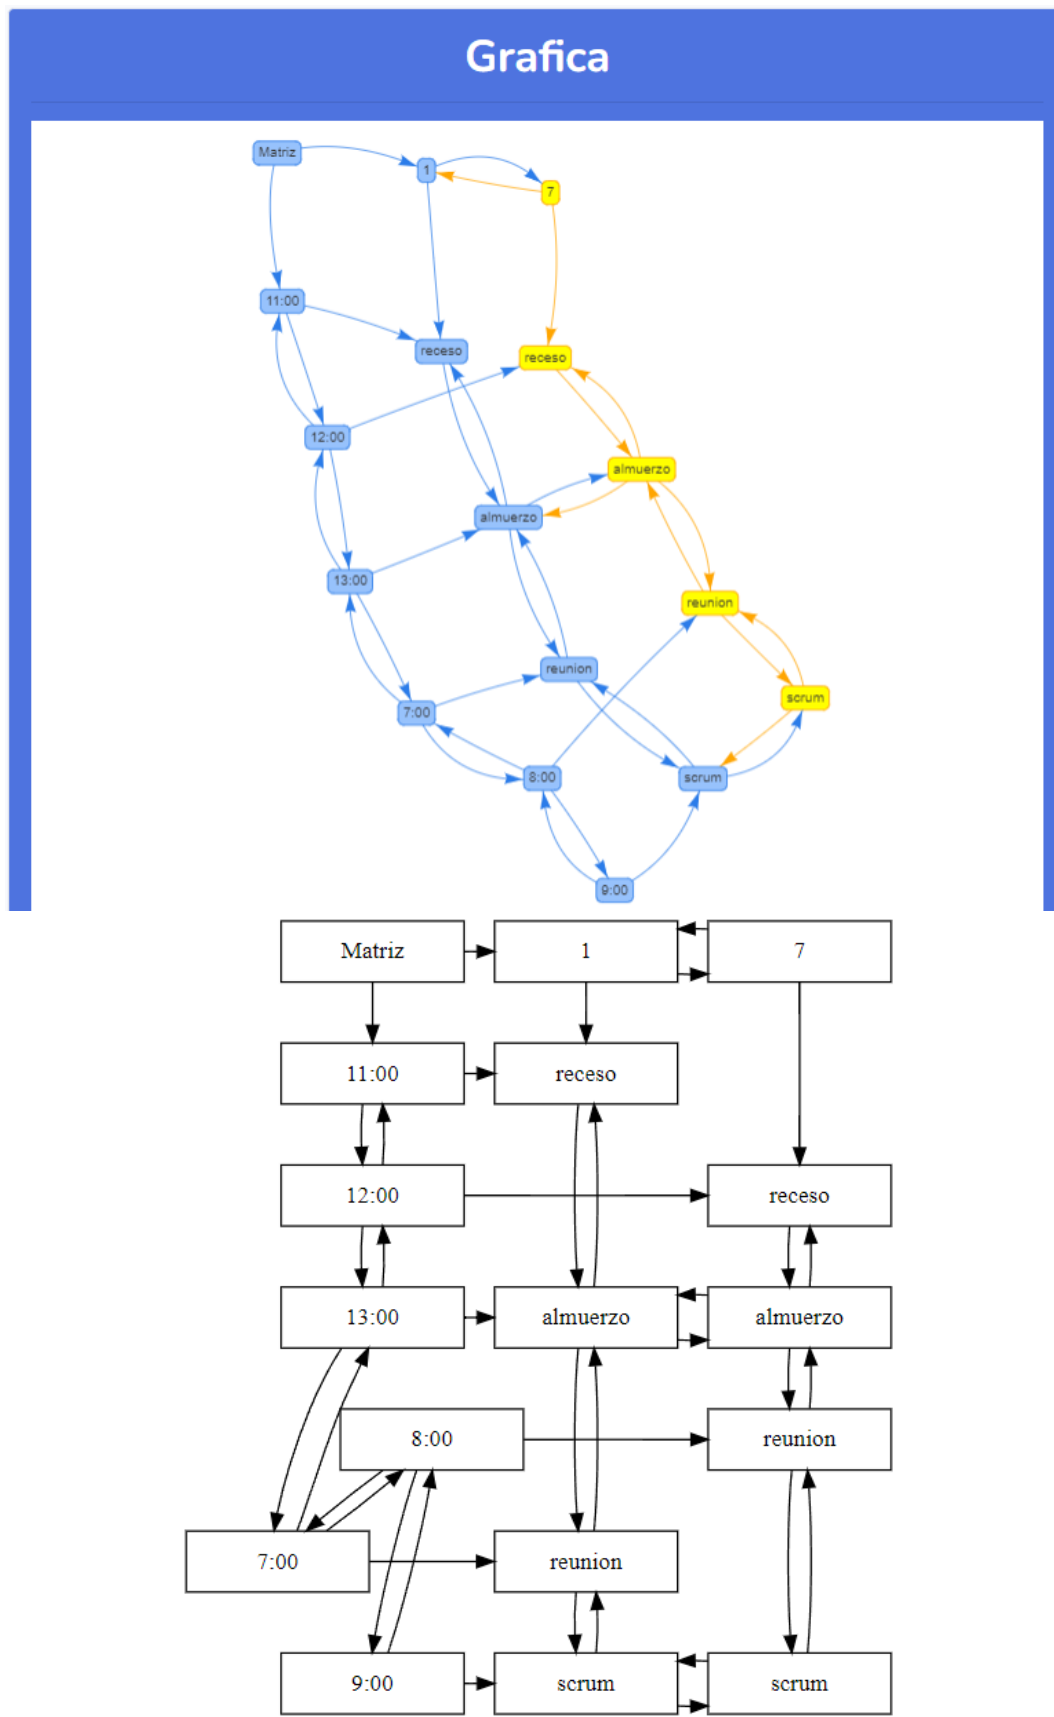 Grafica
Matriz
1
7
11:00
receso
receso
12:00
almuerzo
almuerzo
13:00
reunion
reunion
7:00
scrum
8:00
scrum
9:00
Matriz 1 7
11:00 receso
12:00 receso
13:00 almuerzo almuerzo
8:00 reunion
7:00 reunion
9:00 scrum scrum